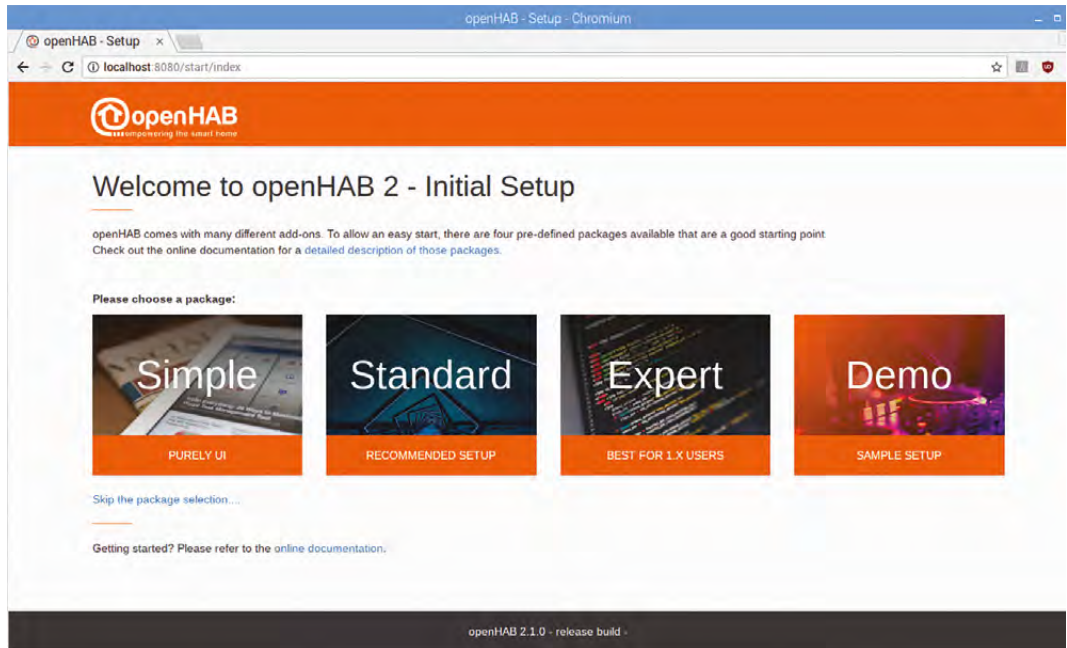 openHAB - Setup - Chromium
openHAB - Setup
localhost:8080/start/index
openHAB
empowering the smart home
Welcome to openHAB 2 - Initial Setup
openHAB comes with many different add-ons. To allow an easy start, there are four pre-defined packages available that are a good starting point
Check out the online documentation for a detailed description of those packages.
Please choose a package:
Simple
Standard
Expert
Demo
PURELY UI
RECOMMENDED SETUP
BEST FOR 1.X USERS
SAMPLE SETUP
Skip the package selection....
Getting started? Please refer to the online documentation.
openHAB 2.1.0 - release build -